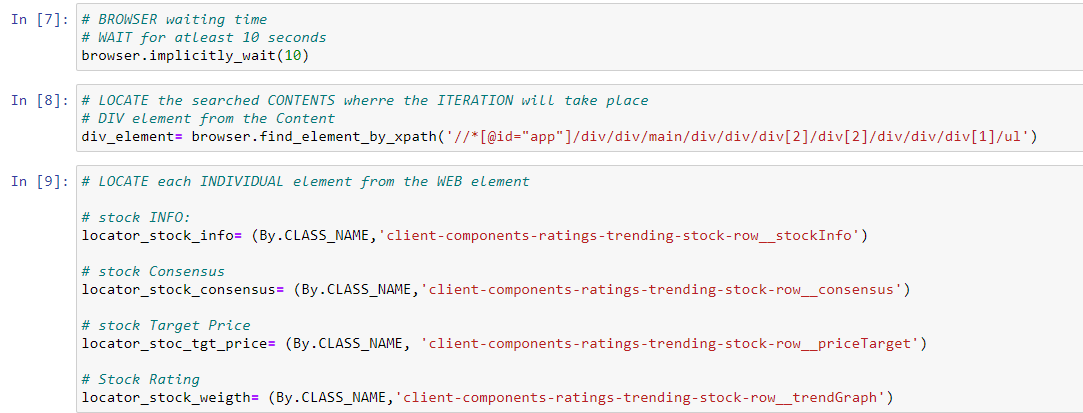 In [7]: # BROWSER waiting time
# WAIT for atleast 10 seconds
browser.implicitly_wait(10)
In [8]: # LOCATE the searched CONTENTS wherre the ITERATION will take place
# DIV element from the Content
div_element= browser.find_element_by_xpath('//*[@id="app"]/div/div/main/div/div/div[2]/div[2]/div/div/div[1]/ul')
In [9]: # LOCATE each INDIVIDUAL element from the WEB element
# stock INFO:
locator_stock_info= (By.CLASS_NAME,'client-components-ratings-trending-stock-row__stockInfo')
# stock Consensus
locator_stock_consensus= (By.CLASS_NAME,'client-components-ratings-trending-stock-row__consensus')
# stock Target Price
locator_stoc_tgt_price= (By.CLASS_NAME, 'client-components-ratings-trending-stock-row__priceTarget')
# Stock Rating
locator_stock_weigth= (By.CLASS_NAME,'client-components-ratings-trending-stock-row__trendGraph')